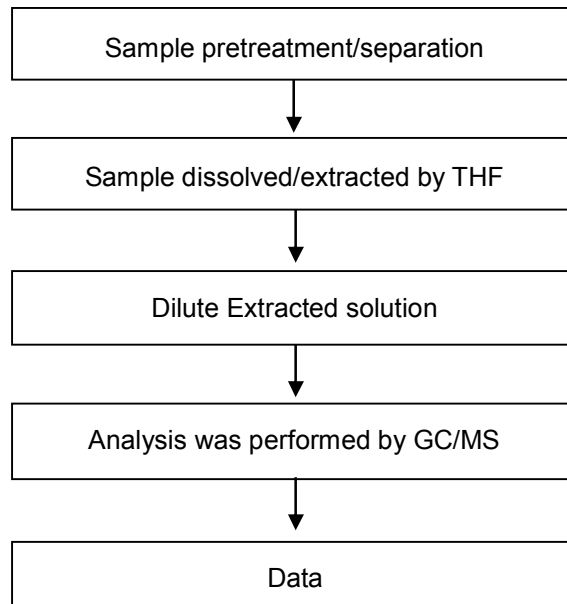 Sample pretreatment/separation
Sample dissolved/extracted by THF
Dilute Extracted solution
Analysis was performed by GC/MS
Data